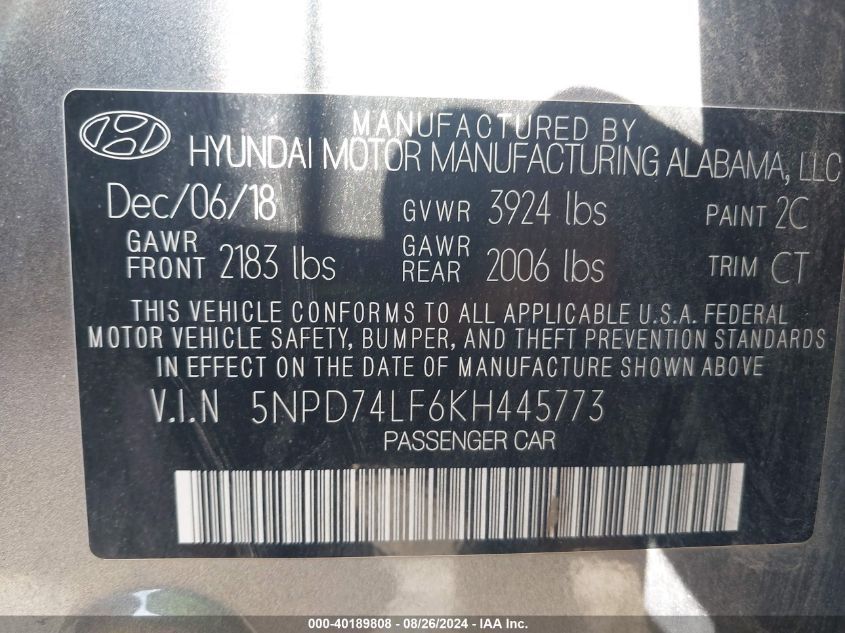 MANUFACTURED BY
HYUNDAI MOTOR MANUFACTURING ALABAMA, LLC
Dec/06/18 GVWR 3924 lbs PAINT 2C
GAWR FRONT 2183 lbs GAWR REAR 2006 lbs TRIM CT
THIS VEHICLE CONFORMS TO ALL APPLICABLE U.S.A. FEDERAL
MOTOR VEHICLE SAFETY, BUMPER, AND THEFT PREVENTION STANDARDS
IN EFFECT ON THE DATE OF MANUFACTURE SHOWN ABOVE
V.I.N 5NPD74LF6KH445773
PASSENGER CAR
000-40189808 - 08/26/2024 - IAA Inc.